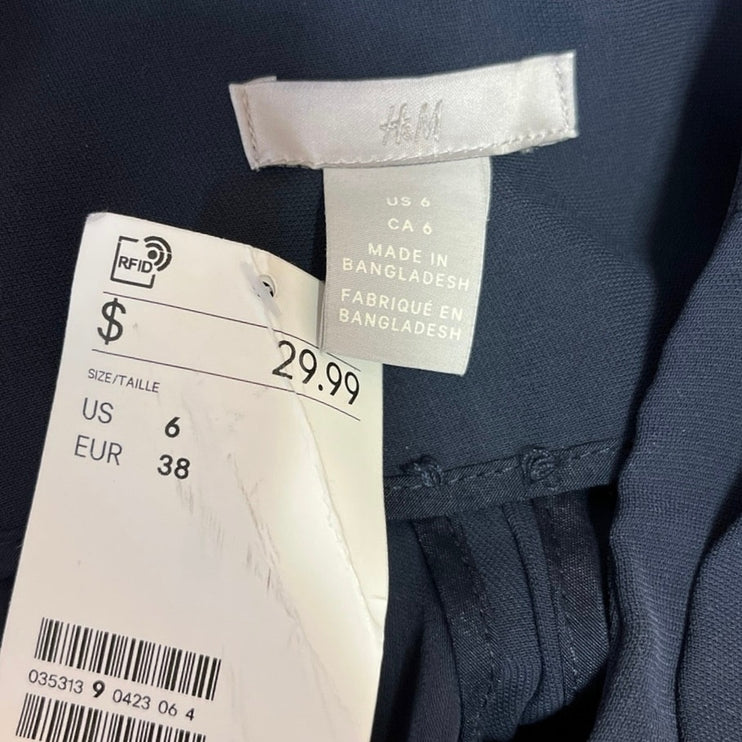 H&M
US 6
CA 6
MADE IN
BANGLADESH
FABRIQUÉ EN
BANGLADESH
RFID
$ 29.99
SIZE/TAILLE
US 6
EUR 38
035313 9 0423 06 4